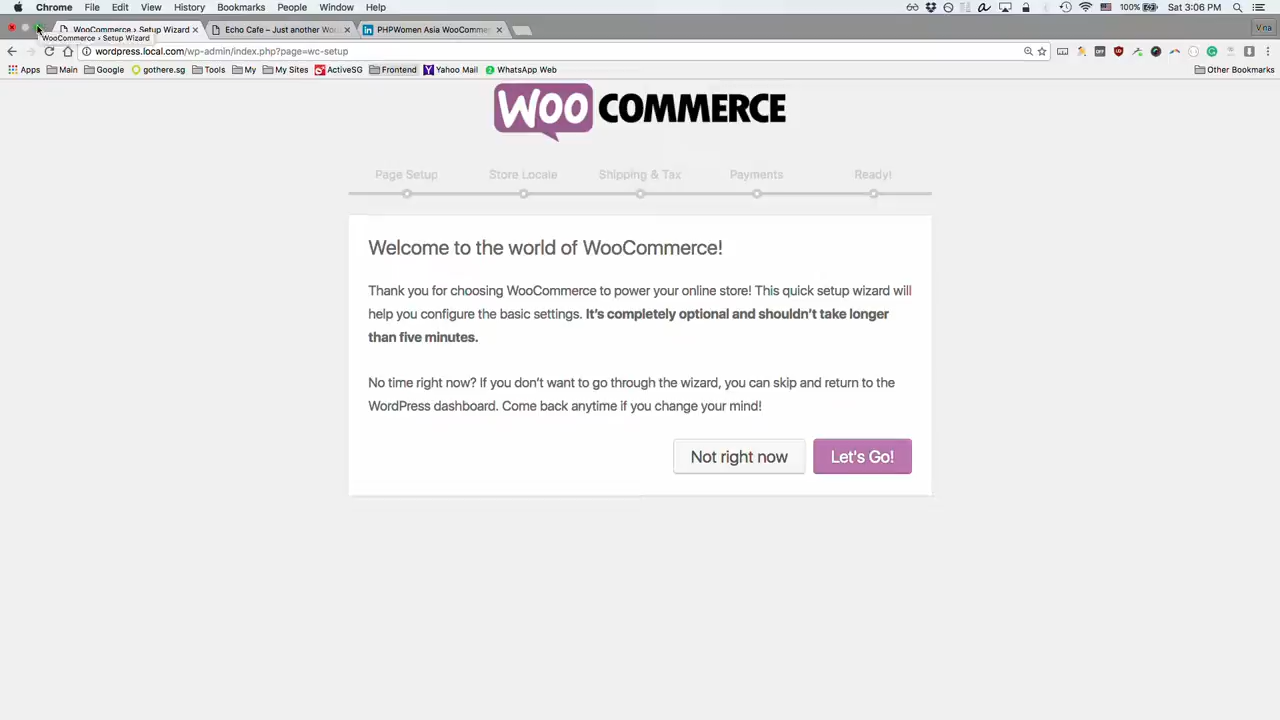 Chrome File Edit View History Bookmarks People Window Help 100% Sat 3:06 PM
WooCommerce › Setup Wizard Echo Cafe – Just another Wor PHPWomen Asia WooComme Vina
WooCommerce › Setup Wizard
wordpress.local.com/wp-admin/index.php?page=wc-setup
Apps Main Google gothere.sg Tools My My Sites ActiveSG Frontend Yahoo Mail WhatsApp Web Other Bookmarks
WOO COMMERCE
Page Setup Store Locale Shipping & Tax Payments Ready!
Welcome to the world of WooCommerce!
Thank you for choosing WooCommerce to power your online store! This quick setup wizard will
help you configure the basic settings. It's completely optional and shouldn't take longer
than five minutes.
No time right now? If you don't want to go through the wizard, you can skip and return to the
WordPress dashboard. Come back anytime if you change your mind!
Not right now Let's Go!